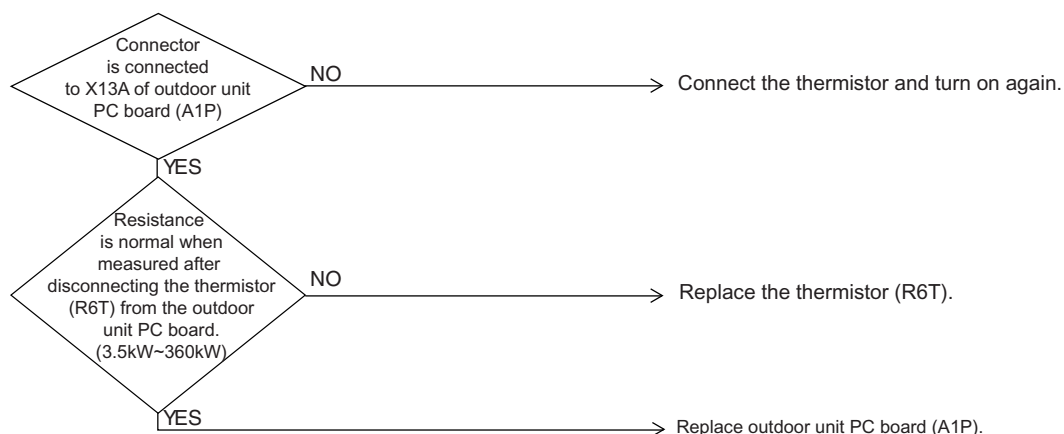 Connector
is connected
to X13A of outdoor unit
PC board (A1P)
NO
Connect the thermistor and turn on again.
YES
Resistance
is normal when
measured after
disconnecting the thermistor
(R6T) from the outdoor
unit PC board.
(3.5kW~360kW)
NO
Replace the thermistor (R6T).
YES
Replace outdoor unit PC board (A1P).